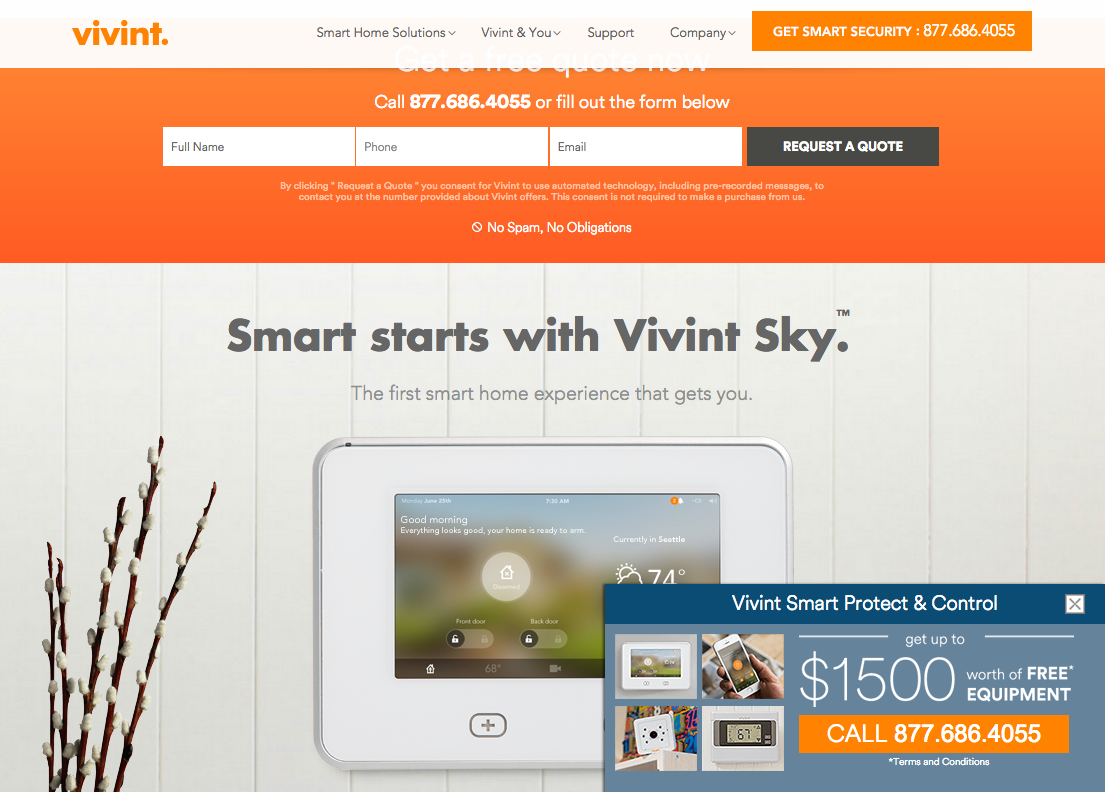 vivint.
Smart Home Solutions
Vivint & You
Support
Company
GET SMART SECURITY : 877.686.4055
Get a free quote now
Call 877.686.4055 or fill out the form below
Full Name
Phone
Email
REQUEST A QUOTE
By clicking " Request a Quote " you consent for Vivint to use automated technology, including pre-recorded messages, to
contact you at the number provided about Vivint offers. This consent is not required to make a purchase from us.
No Spam, No Obligations
Smart starts with Vivint Sky.™
The first smart home experience that gets you.
Monday June 25th
7:30 AM
Good morning
Everything looks good, your home is ready to arm.
Currently in Seattle
74°
Disarmed
Front door
Back door
68°
Vivint Smart Protect & Control
get up to
$1500
worth of FREE*
EQUIPMENT
67
CALL 877.686.4055
*Terms and Conditions